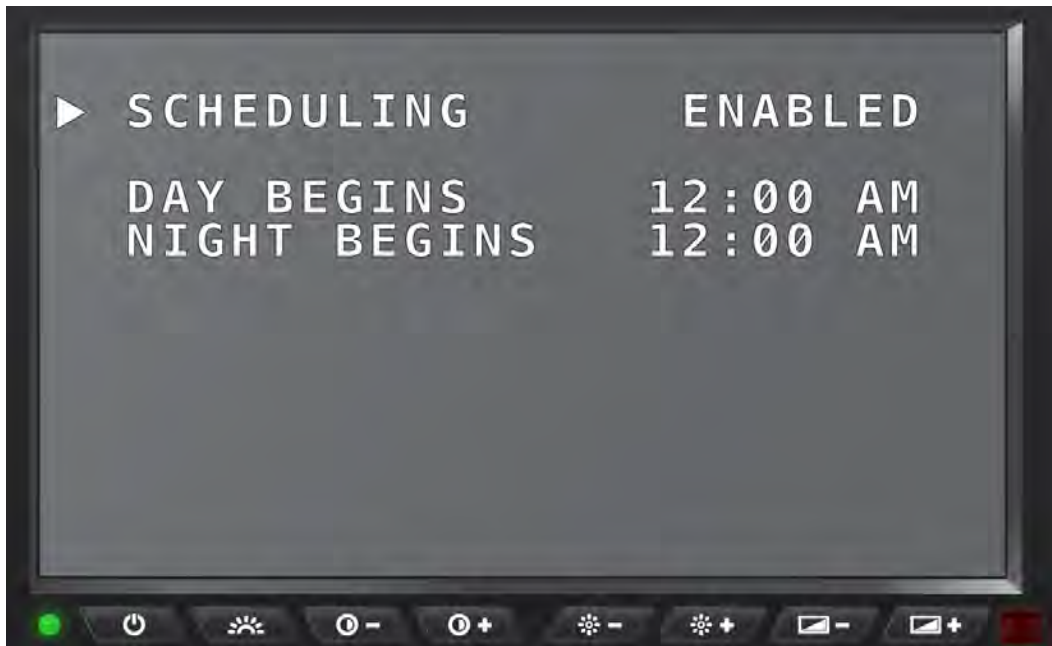 SCHEDULING ENABLED
DAY BEGINS 12:00 AM
NIGHT BEGINS 12:00 AM